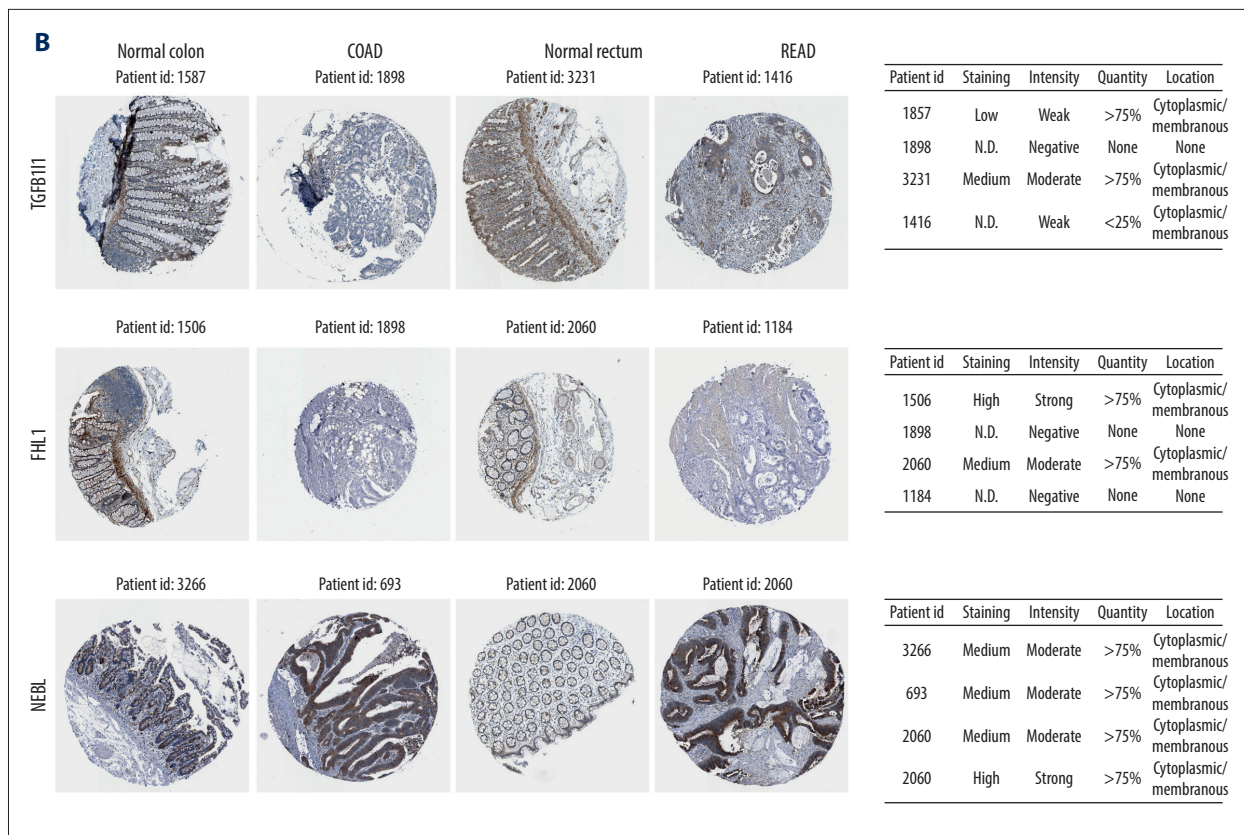 B
Normal colon COAD Normal rectum READ
Patient id: 1587 Patient id: 1898 Patient id: 3231 Patient id: 1416
TGFB1I1
Patient id Staining Intensity Quantity Location
1857 Low Weak >75% Cytoplasmic/
membranous
1898 N.D. Negative None None
3231 Medium Moderate >75% Cytoplasmic/
membranous
1416 N.D. Weak <25% Cytoplasmic/
membranous
Patient id: 1506 Patient id: 1898 Patient id: 2060 Patient id: 1184
FHL1
Patient id Staining Intensity Quantity Location
1506 High Strong >75% Cytoplasmic/
membranous
1898 N.D. Negative None None
2060 Medium Moderate >75% Cytoplasmic/
membranous
1184 N.D. Negative None None
Patient id: 3266 Patient id: 693 Patient id: 2060 Patient id: 2060
NEBL
Patient id Staining Intensity Quantity Location
3266 Medium Moderate >75% Cytoplasmic/
membranous
693 Medium Moderate >75% Cytoplasmic/
membranous
2060 Medium Moderate >75% Cytoplasmic/
membranous
2060 High Strong >75% Cytoplasmic/
membranous